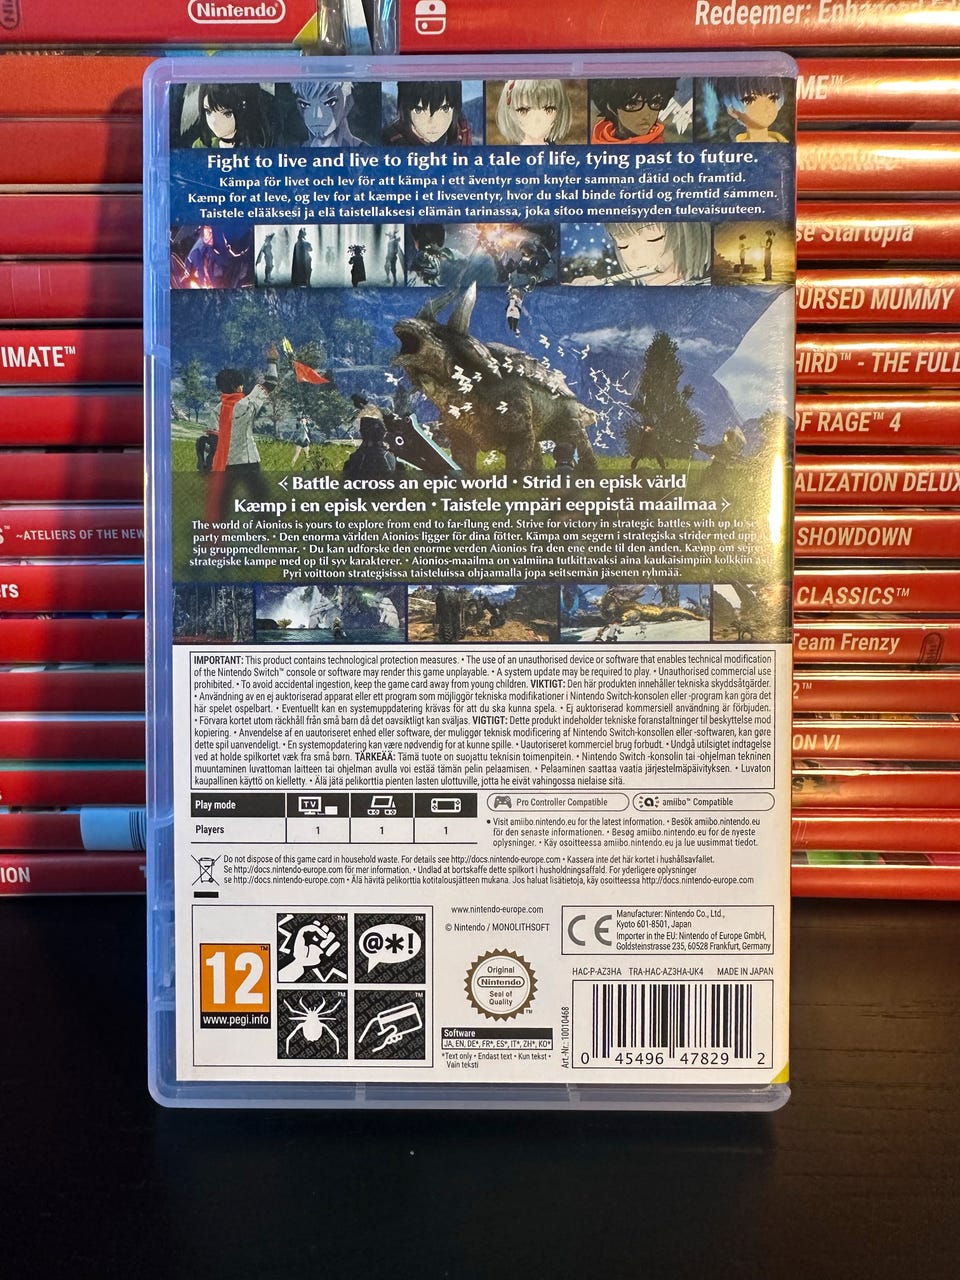 Nintendo
Redeemer: Enhanced
Fight to live and live to fight in a tale of life, tying past to future.
Kämpa för livet och lev för att kämpa i ett äventyr som knyter samman dåtid och framtid.
Kæmp for at leve, og lev for at kæmpe i et livseventyr, hvor du skal binde fortid og fremtid sammen.
Taistele elääksesi ja elä taistellaksesi elämän tarinassa, joka sitoo menneisyyden tulevaisuuteen.
≺ Battle across an epic world • Strid i en episk värld
Kæmp i en episk verden • Taistele ympäri eeppistä maailmaa ≻
The world of Aionios is yours to explore from end to far-flung end. Strive for victory in strategic battles with up to
party members. • Den enorma världen Aionios ligger för dina fötter. Kämpa om segern i strategiska strider med upp
sju gruppmedlemmar. • Du kan udforske den enorme verden Aionios fra den ene ende til den anden. Kæmp om sejre
strategiske kampe med op til syv karakterer. • Aionios-maailma on valmiina tutkittavaksi aina kaukaisimpiin kolkkiin
Pyri voittoon strategisissa taisteluissa ohjaamalla jopa seitsemän jäsenen ryhmää.
IMPORTANT: This product contains technological protection measures. • The use of an unauthorised device or software that enables technical modification
of the Nintendo Switch™ console or software may render this game unplayable. • A system update may be required to play. • Unauthorised commercial use
prohibited. • To avoid accidental ingestion, keep the game card away from young children. VIKTIGT: Den här produkten innehåller tekniska skyddsåtgärder.
• Användning av en ej auktoriserad apparat eller ett program som möjliggör tekniska modifikationer i Nintendo Switch-konsolen eller -program kan göra det
här spelet ospelbart. • Eventuellt kan en systemuppdatering krävas för att du ska kunna spela. • Ej auktoriserad kommersiell användning är förbjuden.
• Förvara kortet utom räckhåll från små barn då det oavsiktligt kan sväljas. VIGTIGT: Dette produkt indeholder tekniske foranstaltninger til beskyttelse mod
kopiering. • Anvendelse af en uautoriseret enhed eller software, der muliggør teknisk modificering af Nintendo Switch-konsollen eller -softwaren, kan gøre
dette spil uanvendeligt. • En systemopdatering kan være nødvendig for at kunne spille. • Uautoriseret kommerciel brug forbudt. • Undgå utilsigtet indtagelse
ved at holde spilkortet væk fra små børn. TÄRKEÄÄ: Tämä tuote on suojattu teknisin toimenpitein. • Nintendo Switch -konsolin tai -ohjelman tekninen
muuntaminen luvattoman laitteen tai ohjelman avulla voi estää tämän pelin pelaamisen. • Pelaaminen saattaa vaatia järjestelmäpäivityksen. • Luvaton
kaupallinen käyttö on kielletty. • Älä jätä pelikorttia pienten lasten ulottuville, jotta he eivät vahingossa nielaise sitä.
Play mode TV
Players 1 1 1
Pro Controller Compatible
amiibo™ Compatible
• Visit amiibo.nintendo.eu for the latest information. • Besök amiibo.nintendo.eu
för den senaste informationen. • Besøg amiibo.nintendo.eu for de nyeste
oplysninger. • Käy osoitteessa amiibo.nintendo.eu ja lue uusimmat tiedot.
Do not dispose of this game card in household waste. For details see http://docs.nintendo-europe.com • Kassera inte det här kortet i hushållsavfallet.
Se http://docs.nintendo-europe.com för mer information. • Undlad at bortskaffe dette spilkort i husholdningsaffald. For yderligere oplysninger
se http://docs.nintendo-europe.com • Älä hävitä pelikorttia kotitalousjätteen mukana. Jos haluat lisätietoja, käy osoitteessa http://docs.nintendo-europe.com
12
www.pegi.info
@*!
www.nintendo-europe.com
© Nintendo / MONOLITHSOFT
Original
Nintendo
Seal of
Quality
Software
JA, EN, DE*, FR*, ES*, IT*, ZH*, KO*
*Text only • Endast text • Kun tekst •
Vain teksti
CE
Manufacturer: Nintendo Co., Ltd.,
Kyoto 601-8501, Japan
Importer in the EU: Nintendo of Europe GmbH,
Goldsteinstrasse 235, 60528 Frankfurt, Germany
HAC-P-AZ3HA TRA-HAC-AZ3HA-UK4 MADE IN JAPAN
Art.-Nr.: 10010468
0 45496 47829 2
IMATE™
~ATELIERS OF THE NEW
rs
ION
ME™
se Startopia
URSED MUMMY
HIRD™ - THE FULL
OF RAGE™ 4
ALIZATION DELUX
SHOWDOWN
CLASSICS™
Team Frenzy
2™
ON VI